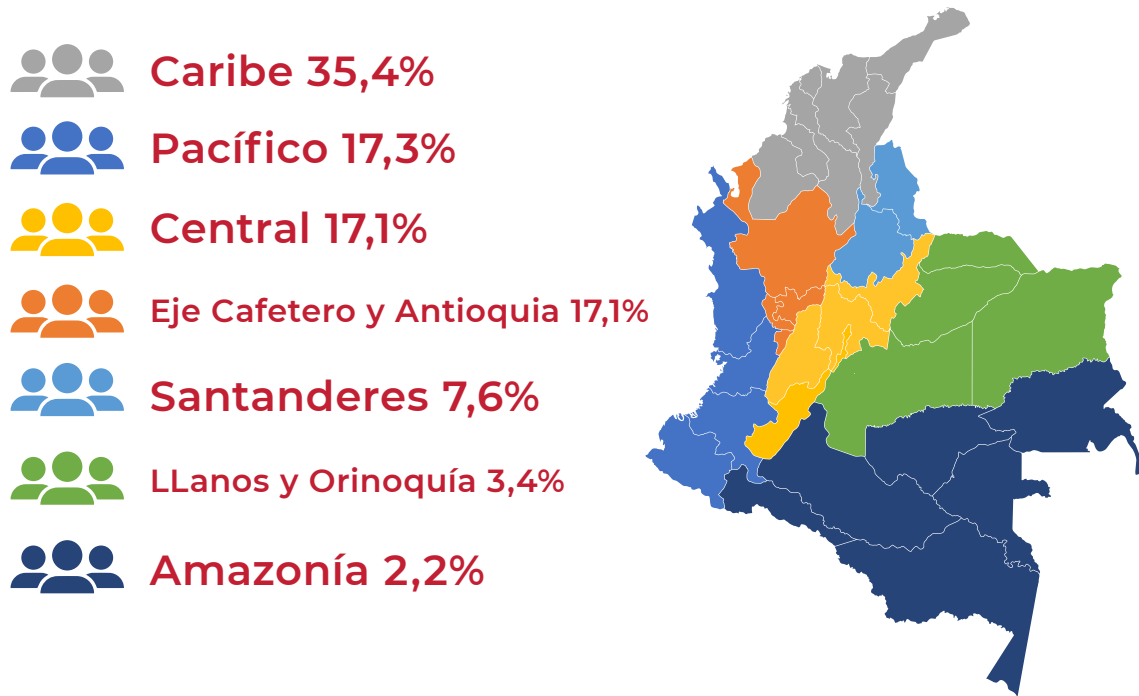 Caribe 35,4%
Pacífico 17,3%
Central 17,1%
Eje Cafetero y Antioquia 17,1%
Santanderes 7,6%
LLanos y Orinoquía 3,4%
Amazonía 2,2%